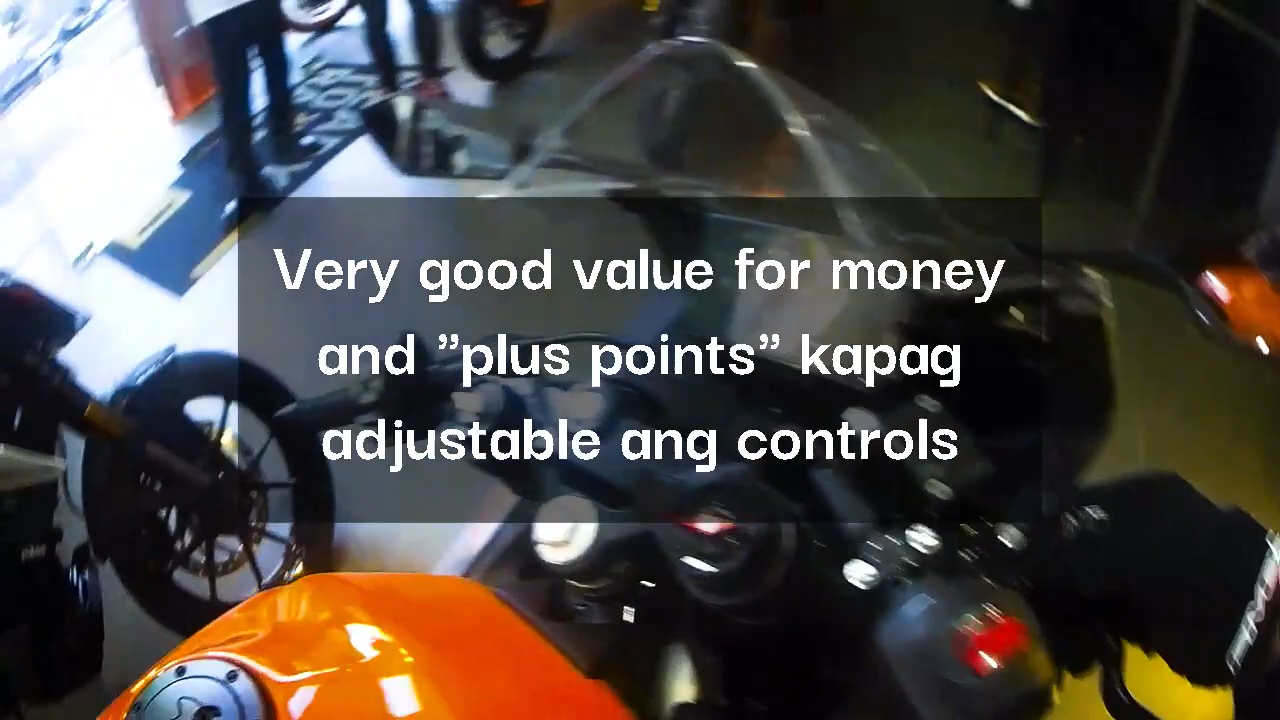 Very good value for money
and ”plus points” kapag
adjustable ang controls